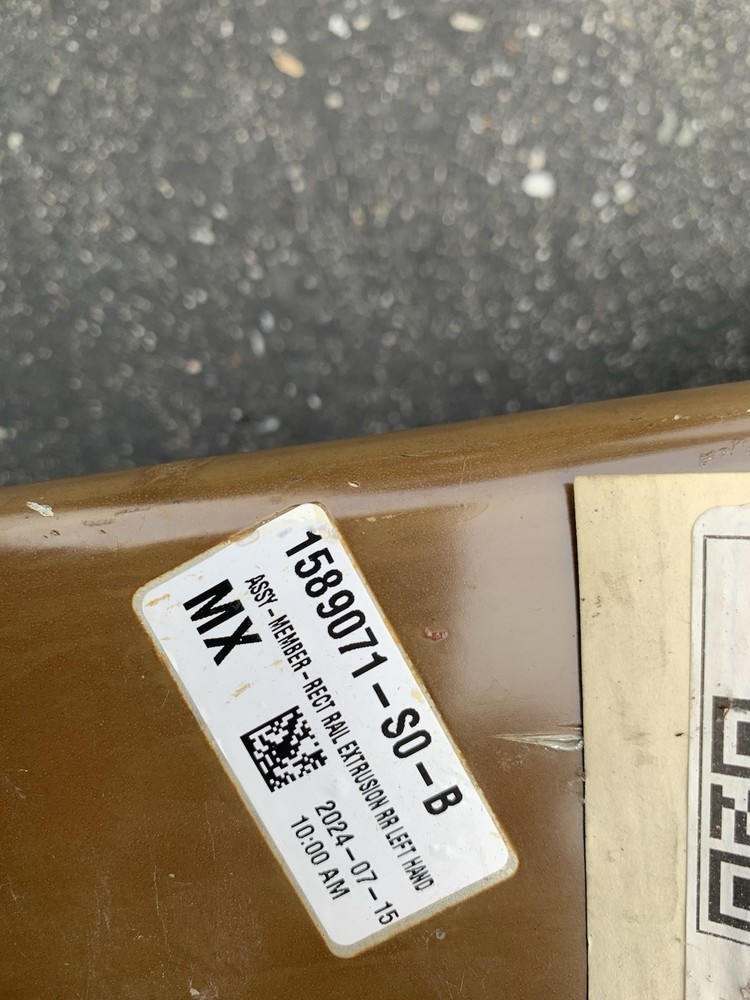 1589071-S0-B
ASSY-MEMBER-RECT RAIL EXTRUSION RR LEFT HAND
MX
2024-07-15
10:00 AM